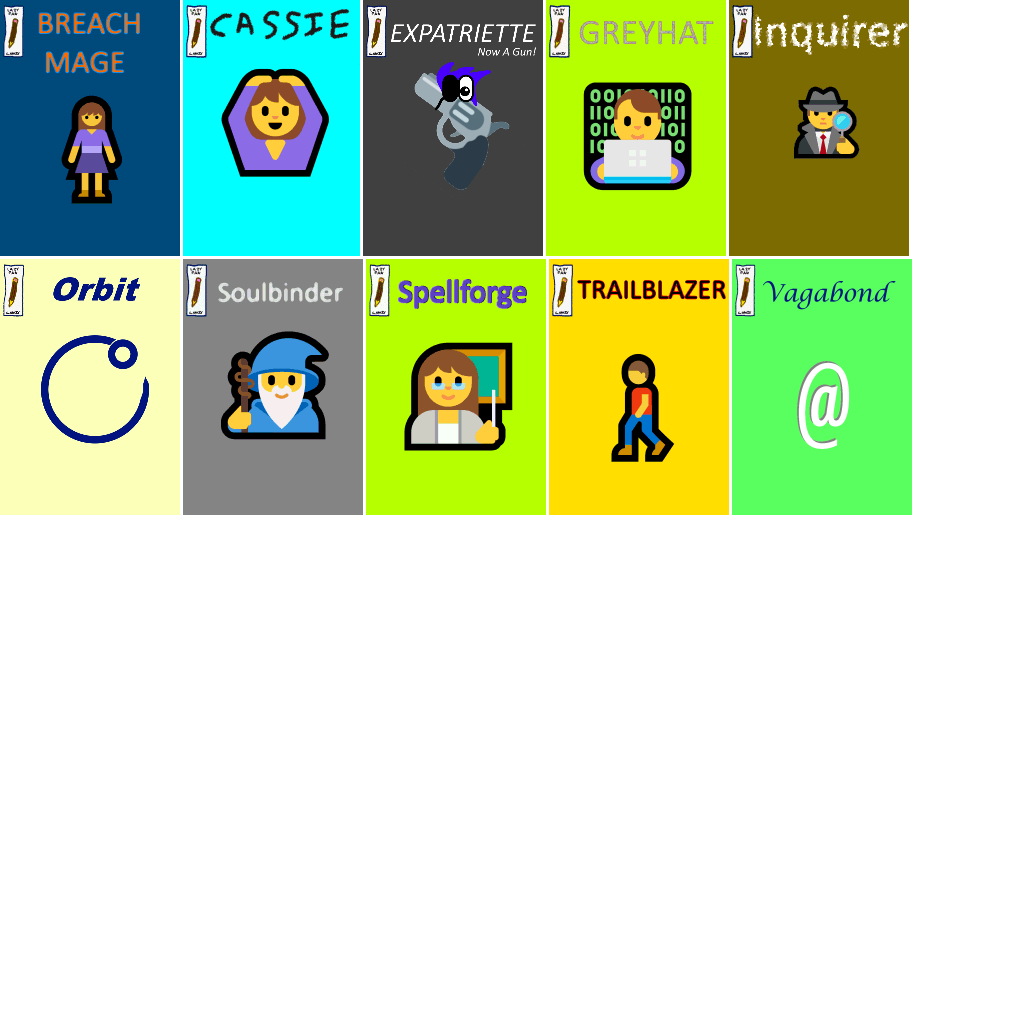 BREACH
MAGE
CASSIE
EXPATRIETTE
Now A Gun!
GREYHAT
Inquirer
Orbit
Soulbinder
Spellforge
TRAILBLAZER
Vagabond
@